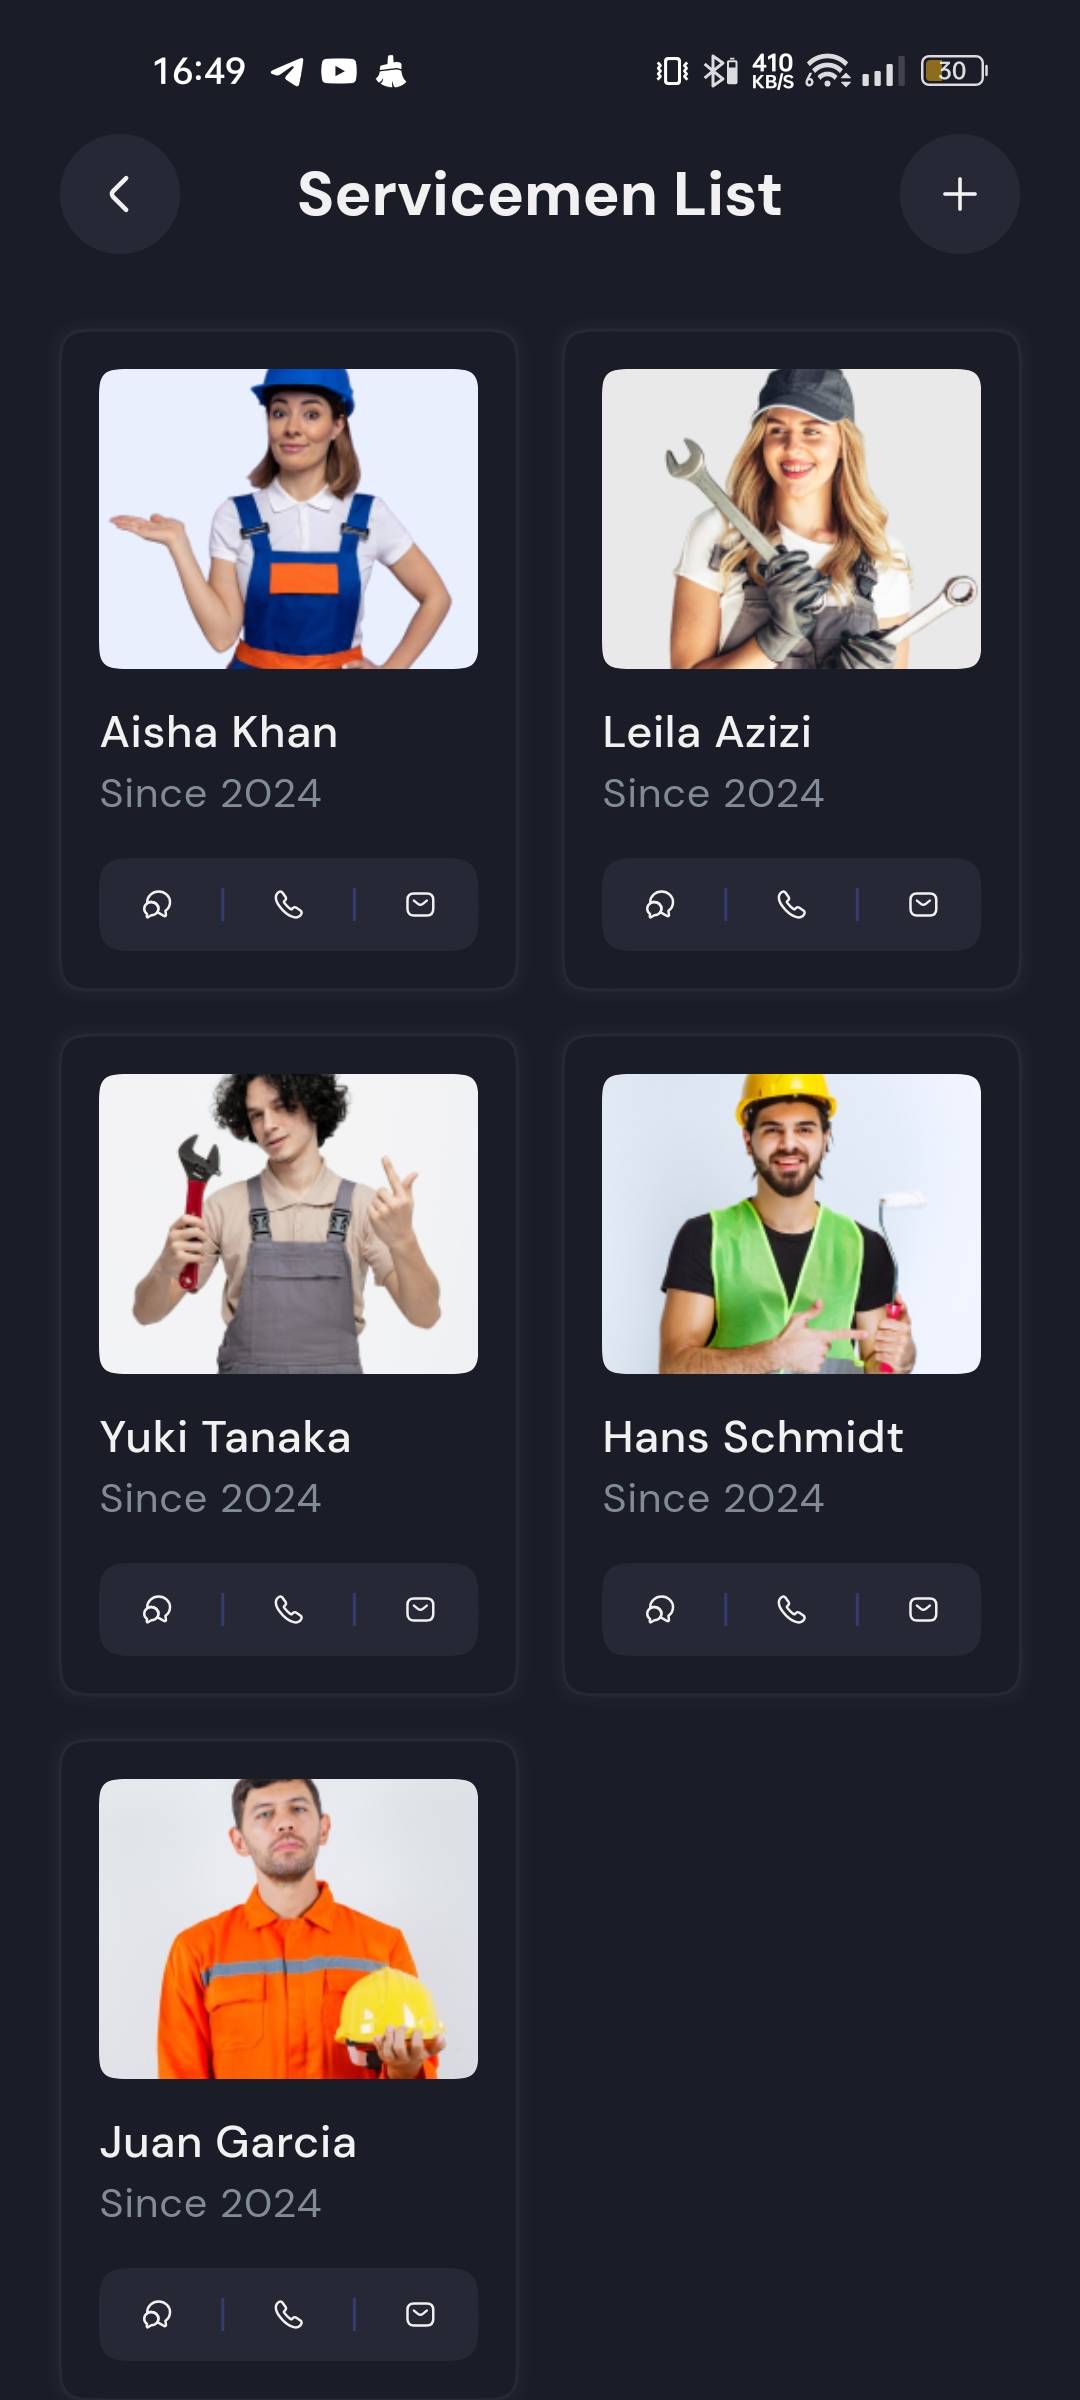 16:49
410
KB/S
6
30
Servicemen List
Aisha Khan
Since 2024
Leila Azizi
Since 2024
Yuki Tanaka
Since 2024
Hans Schmidt
Since 2024
Juan Garcia
Since 2024